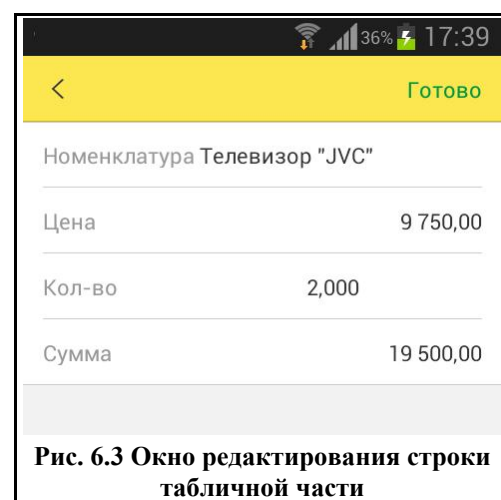 36% 17:39
Готово
Номенклатура Телевизор "JVC"
Цена 9 750,00
Кол-во 2,000
Сумма 19 500,00
Рис. 6.3 Окно редактирования строки
табличной части